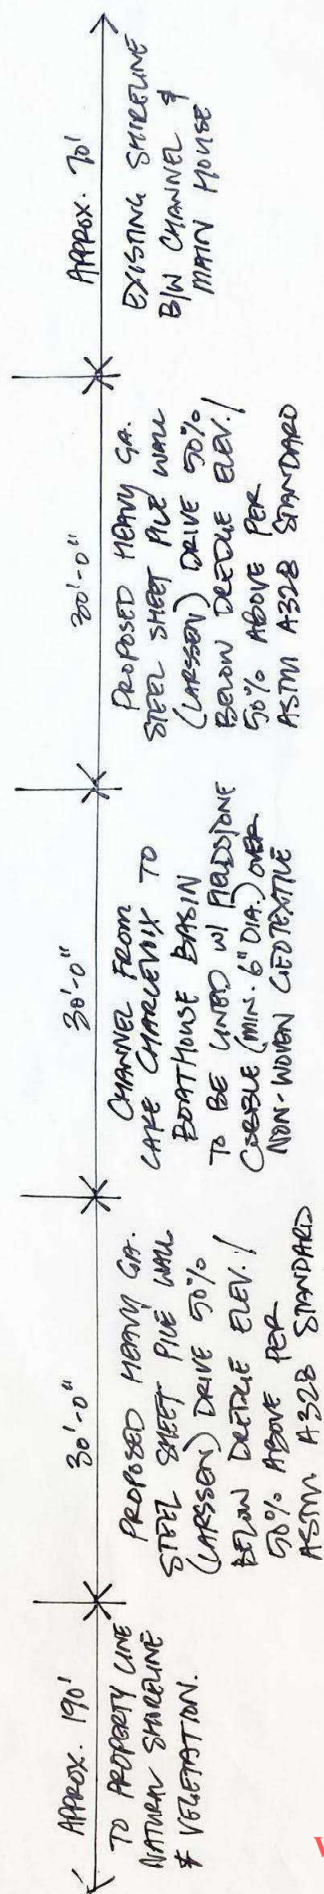 APPROX. 190'
TO PROPERTY LINE
NATURAL SHORELINE
& VEGETATION.
30'-0"
PROPOSED HEAVY GA.
STEEL SHEET PILE WALL
(LARSSEN) DRIVE 50%
BELOW DREDGE ELEV./
50% ABOVE PER
ASTM A328 STANDARD
30'-0"
CHANNEL FROM
LAKE CHARLEVOIX TO
BOATHOUSE BASIN
TO BE LINED W/ FIELDSTONE
COBBLE (MIN. 6" DIA.) OVER
NON-WOVEN GEOTEXTILE
30'-0"
PROPOSED HEAVY GA.
STEEL SHEET PILE WALL
(LARSSEN) DRIVE 50%
BELOW DREDGE ELEV./
50% ABOVE PER
ASTM A328 STANDARD
APPROX. 70'
EXISTING SHORELINE
B/W CHANNEL &
MAIN HOUSE